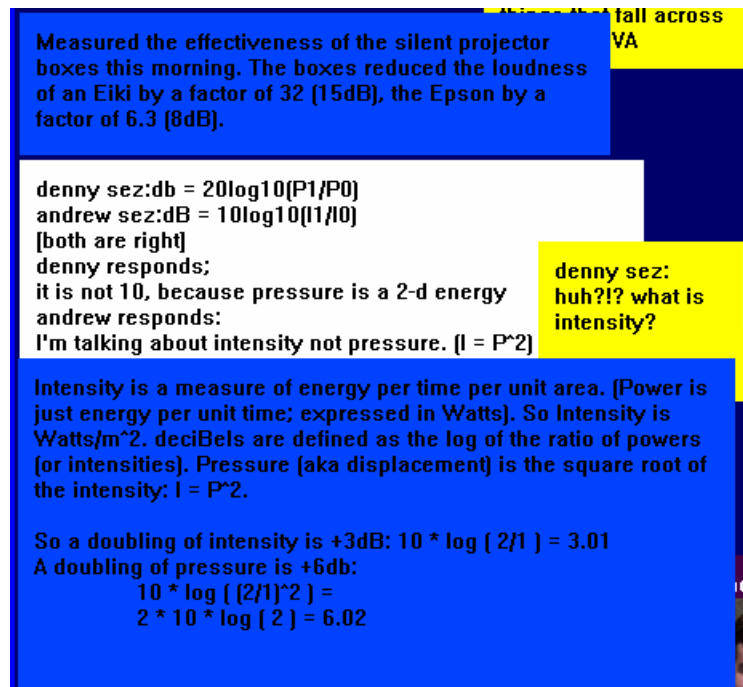 things that fall across
VA
Measured the effectiveness of the silent projector
boxes this morning. The boxes reduced the loudness
of an Eiki by a factor of 32 (15dB), the Epson by a
factor of 6.3 (8dB).
denny sez:db = 20log10(P1/P0)
andrew sez:dB = 10log10(I1/I0)
[both are right]
denny responds;
it is not 10, because pressure is a 2-d energy
andrew responds:
I'm talking about intensity not pressure. (I = P^2)
denny sez:
huh?!? what is
intensity?
Intensity is a measure of energy per time per unit area. (Power is
just energy per unit time; expressed in Watts). So Intensity is
Watts/m^2. deciBels are defined as the log of the ratio of powers
(or intensities). Pressure (aka displacement) is the square root of
the intensity: I = P^2.
So a doubling of intensity is +3dB: 10 * log ( 2/1 ) = 3.01
A doubling of pressure is +6db:
10 * log ( (2/1)^2 ) =
2 * 10 * log ( 2 ) = 6.02